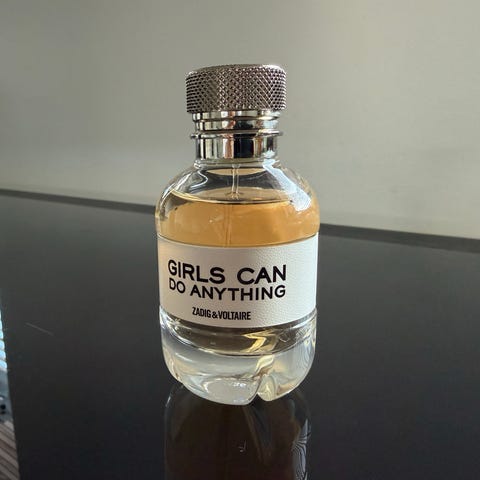 GIRLS CAN
DO ANYTHING
ZADIG&VOLTAIRE